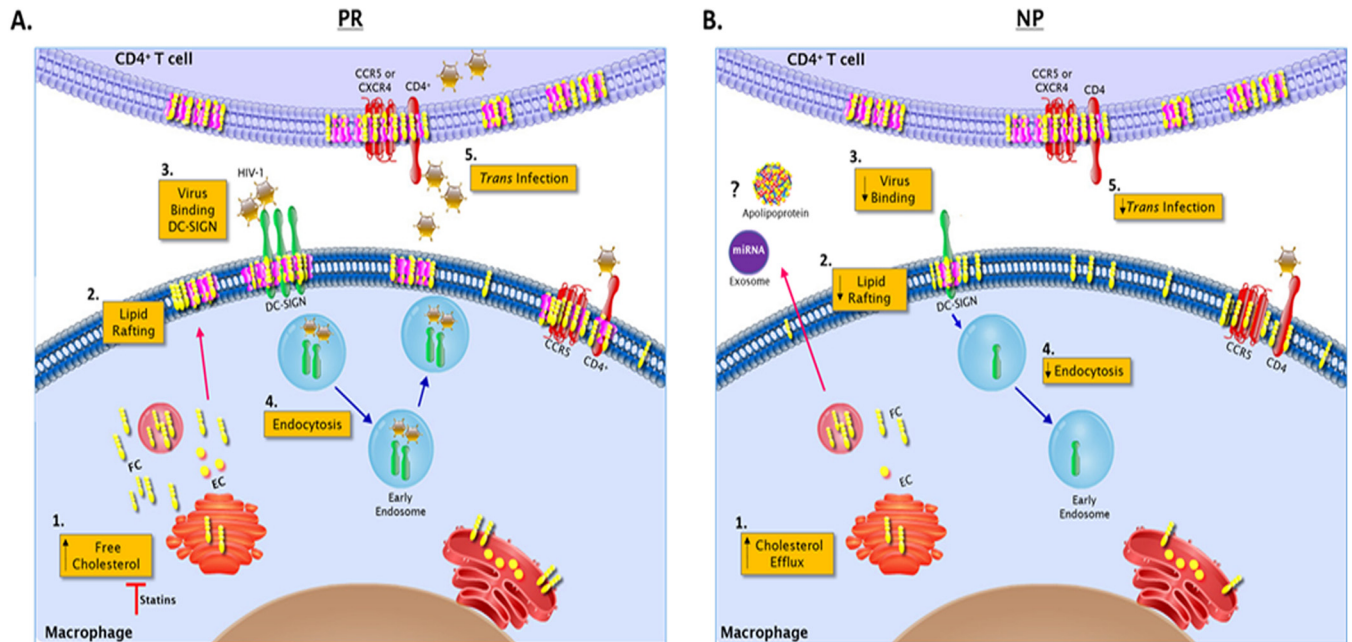 A.
PR
CD4⁺ T cell
CCR5 or
CXCR4
CD4⁺
3.
Virus
Binding
DC-SIGN
HIV-1
5.
Trans Infection
2.
Lipid
Rafting
DC-SIGN
CCR5
CD4⁺
4.
Endocytosis
FC
EC
Early
Endosome
1.
↑ Free
Cholesterol
Statins
Macrophage
B.
NP
CD4⁺ T cell
CCR5 or
CXCR4
CD4
3.
↓ Virus
Binding
?
Apolipoprotein
5.
↓Trans Infection
miRNA
Exosome
2.
↓ Lipid
Rafting
DC-SIGN
CCR5
CD4
4.
↓ Endocytosis
FC
EC
Early
Endosome
1.
↑ Cholesterol
Efflux
Macrophage